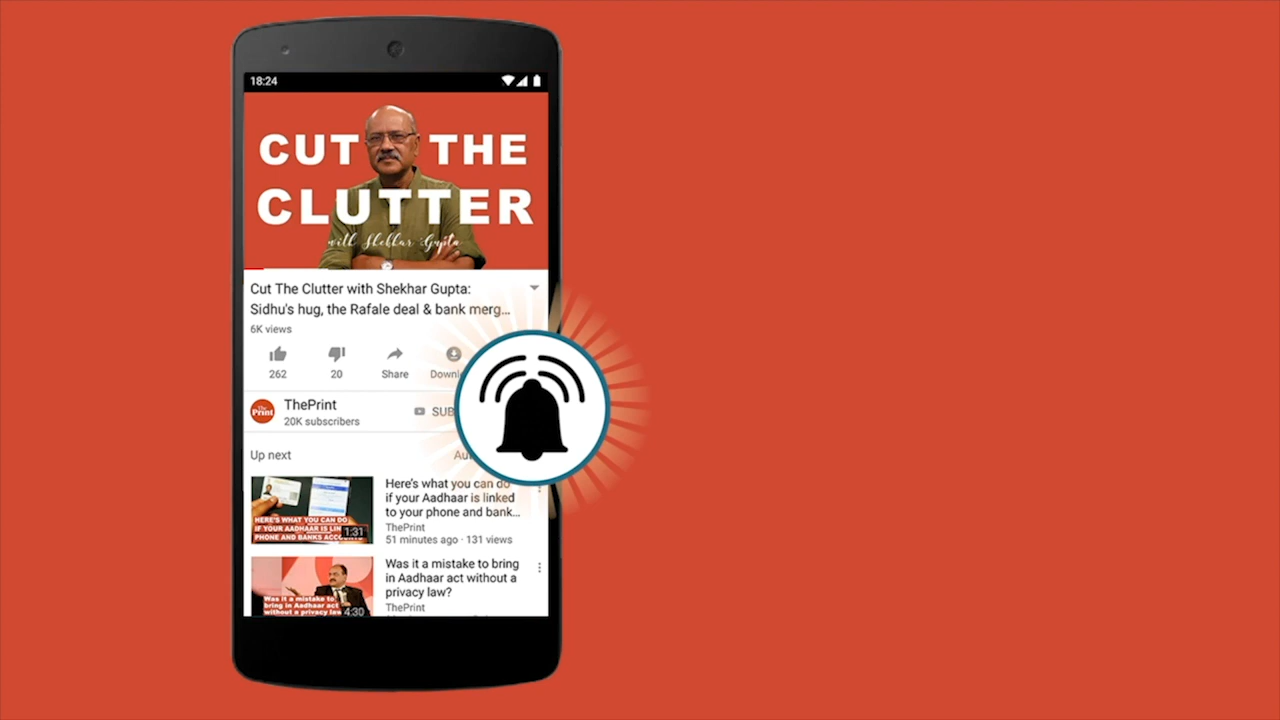 18:24
CUT THE
CLUTTER
with Shekhar Gupta
Cut The Clutter with Shekhar Gupta:
Sidhu's hug, the Rafale deal & bank merg...
6K views
262
20
Share
Downl
The
Print
ThePrint
20K subscribers
SUB
Up next
Au
HERE'S WHAT YOU CAN DO
IF YOUR AADHAAR IS LIN
PHONE AND BANKS ACCOUNTS
1:31
Here's what you can do
if your Aadhaar is linked
to your phone and bank...
ThePrint
51 minutes ago · 131 views
Was it a mistake to
bring in Aadhaar act
without a privacy law
4:30
Was it a mistake to bring
in Aadhaar act without a
privacy law?
ThePrint